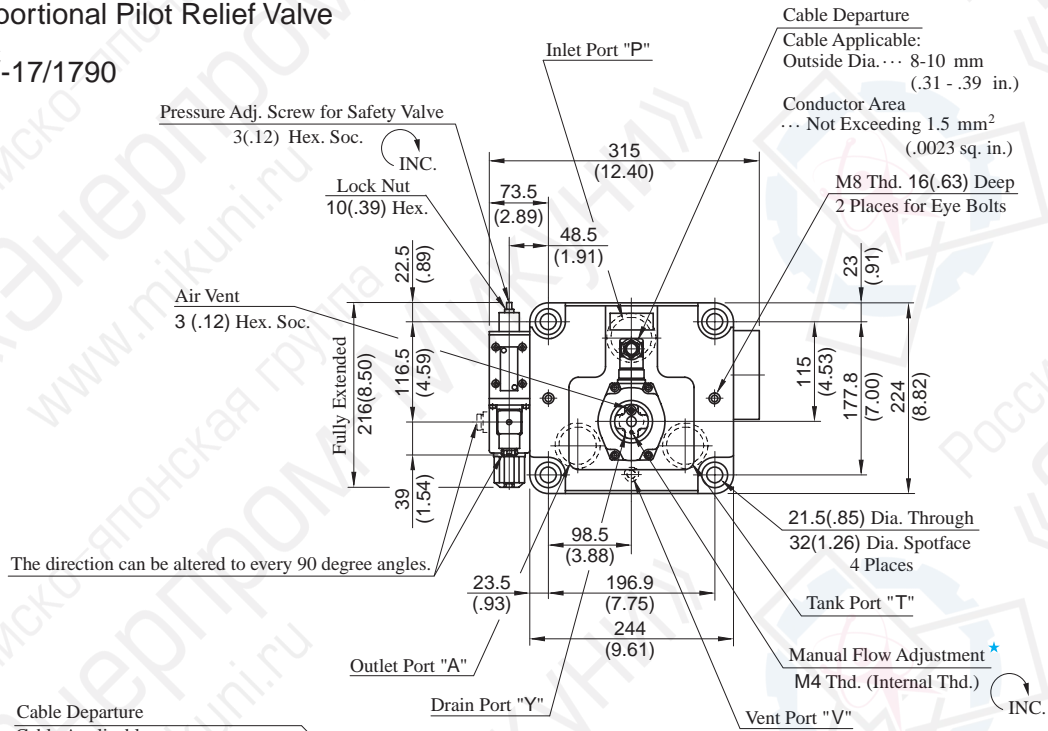 oportional Pilot Relief Valve
-17/1790
Cable Departure
Cable Applicable:
Outside Dia.··· 8-10 mm
(.31 - .39 in.)
Conductor Area
··· Not Exceeding 1.5 mm²
(.0023 sq. in.)
Inlet Port "P"
Pressure Adj. Screw for Safety Valve
3(.12) Hex. Soc.
INC.
Lock Nut
10(.39) Hex.
315
(12.40)
73.5
(2.89)
48.5
(1.91)
M8 Thd. 16(.63) Deep
2 Places for Eye Bolts
22.5
(.89)
23
(.91)
Air Vent
3 (.12) Hex. Soc.
Fully Extended
216(8.50)
116.5
(4.59)
115
(4.53)
177.8
(7.00)
224
(8.82)
39
(1.54)
98.5
(3.88)
21.5(.85) Dia. Through
32(1.26) Dia. Spotface
4 Places
The direction can be altered to every 90 degree angles.
23.5
(.93)
196.9
(7.75)
Tank Port "T"
244
(9.61)
Outlet Port "A"
Manual Flow Adjustment ★
M4 Thd. (Internal Thd.)
INC.
Drain Port "Y"
Vent Port "V"
Cable Departure
www.mikuni.ru